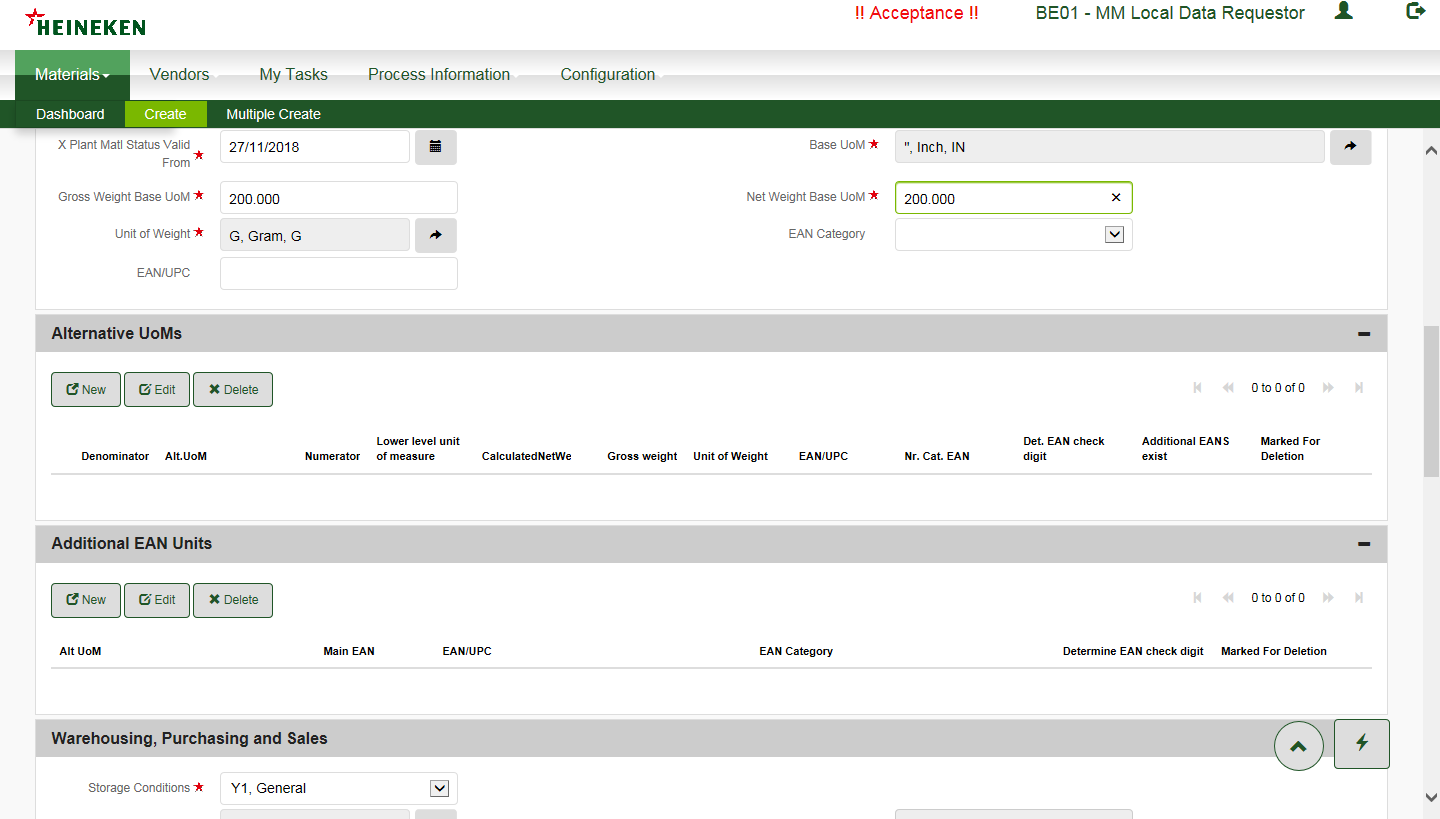 HEINEKEN
!! Acceptance !!
BE01 - MM Local Data Requestor
Materials
Vendors
My Tasks
Process Information
Configuration
Dashboard
Create
Multiple Create
X Plant Matl Status Valid
From
27/11/2018
Base UoM
", Inch, IN
Gross Weight Base UoM
200.000
Net Weight Base UoM
200.000
Unit of Weight
G, Gram, G
EAN Category
EAN/UPC
Alternative UoMs
New
Edit
Delete
0 to 0 of 0
Denominator
Alt.UoM
Numerator
Lower level unit
of measure
CalculatedNetWe
Gross weight
Unit of Weight
EAN/UPC
Nr. Cat. EAN
Det. EAN check
digit
Additional EANS
exist
Marked For
Deletion
Additional EAN Units
New
Edit
Delete
0 to 0 of 0
Alt UoM
Main EAN
EAN/UPC
EAN Category
Determine EAN check digit
Marked For Deletion
Warehousing, Purchasing and Sales
Storage Conditions
Y1, General